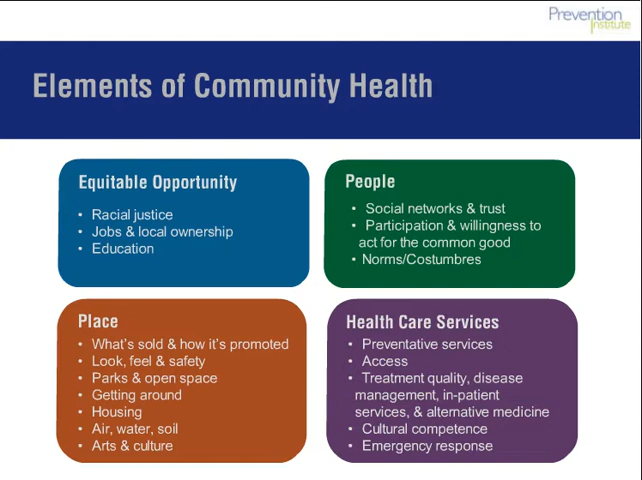 Prevention
Institute
Elements of Community Health
Equitable Opportunity
• Racial justice
• Jobs & local ownership
• Education
People
• Social networks & trust
• Participation & willingness to
act for the common good
• Norms/Costumbres
Place
• What's sold & how it's promoted
• Look, feel & safety
• Parks & open space
• Getting around
• Housing
• Air, water, soil
• Arts & culture
Health Care Services
• Preventative services
• Access
• Treatment quality, disease
management, in-patient
services, & alternative medicine
• Cultural competence
• Emergency response